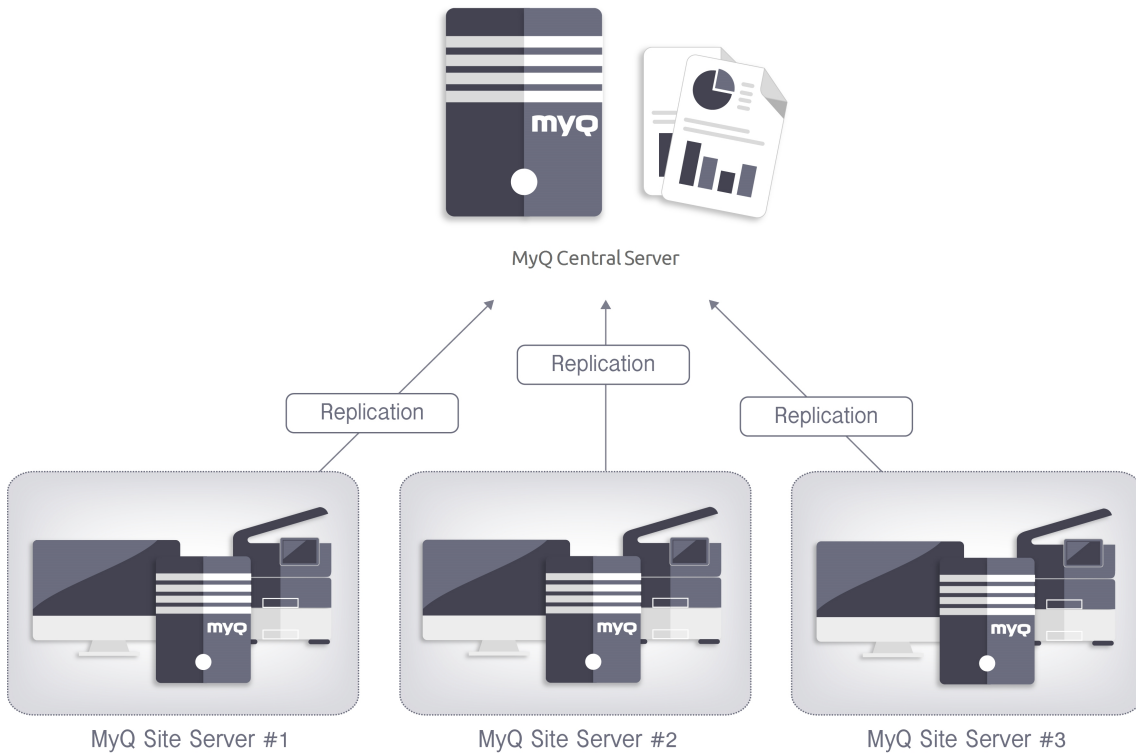 myQ
MyQ Central Server
Replication
Replication
Replication
myQ
myQ
myQ
MyQ Site Server #1
MyQ Site Server #2
MyQ Site Server #3